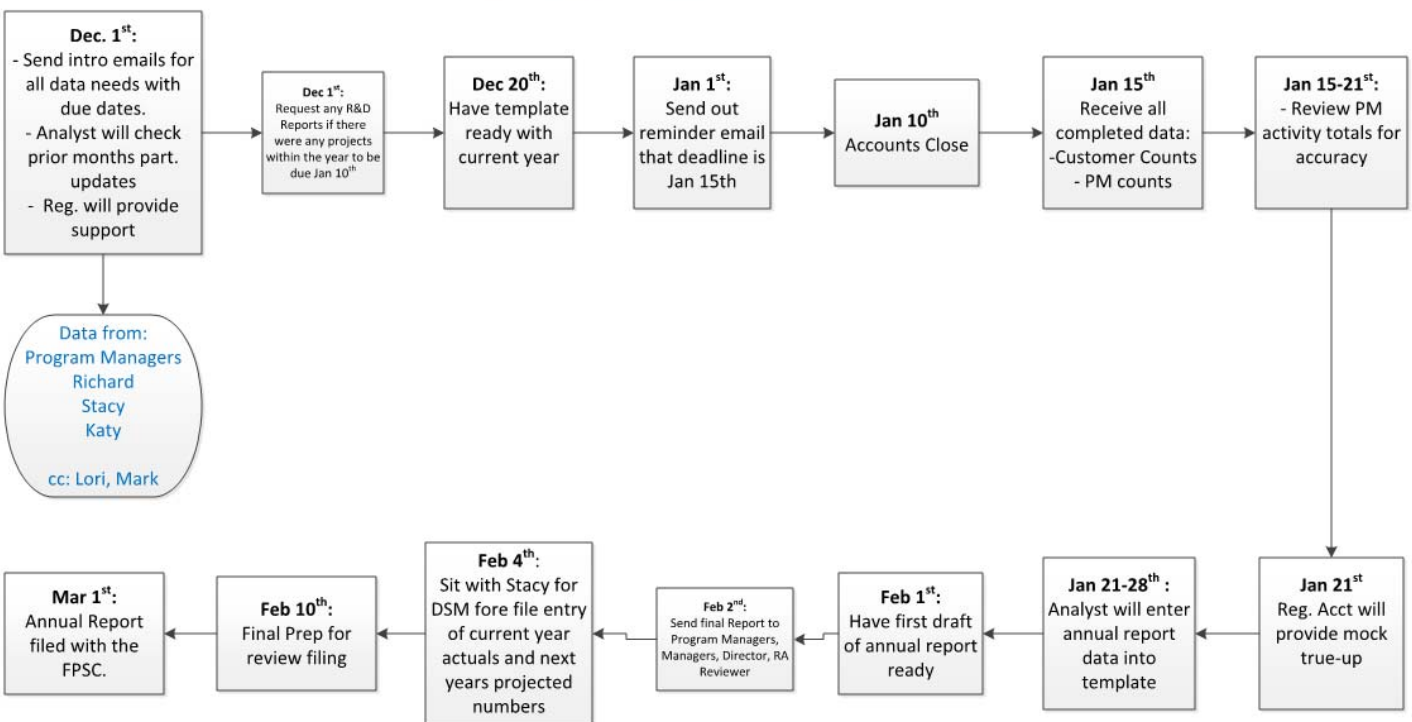 Dec. 1st:
- Send intro emails for
all data needs with
due dates.
- Analyst will check
prior months part.
updates
- Reg. will provide
support
Data from:
Program Managers
Richard
Stacy
Katy
cc: Lori, Mark
Dec 1st:
Request any R&D
Reports if there
were any projects
within the year to be
due Jan 10th
Dec 20th:
Have template
ready with
current year
Jan 1st:
Send out
reminder email
that deadline is
Jan 15th
Jan 10th
Accounts Close
Jan 15th
Receive all
completed data:
-Customer Counts
- PM counts
Jan 15-21st:
- Review PM
activity totals for
accuracy
Jan 21st
Reg. Acct will
provide mock
true-up
Jan 21-28th :
Analyst will enter
annual report
data into
template
Feb 1st:
Have first draft
of annual report
ready
Feb 2nd:
Send final Report to
Program Managers,
Managers, Director, RA
Reviewer
Feb 4th:
Sit with Stacy for
DSM fore file entry
of current year
actuals and next
years projected
numbers
Feb 10th:
Final Prep for
review filing
Mar 1st:
Annual Report
filed with the
FPSC.